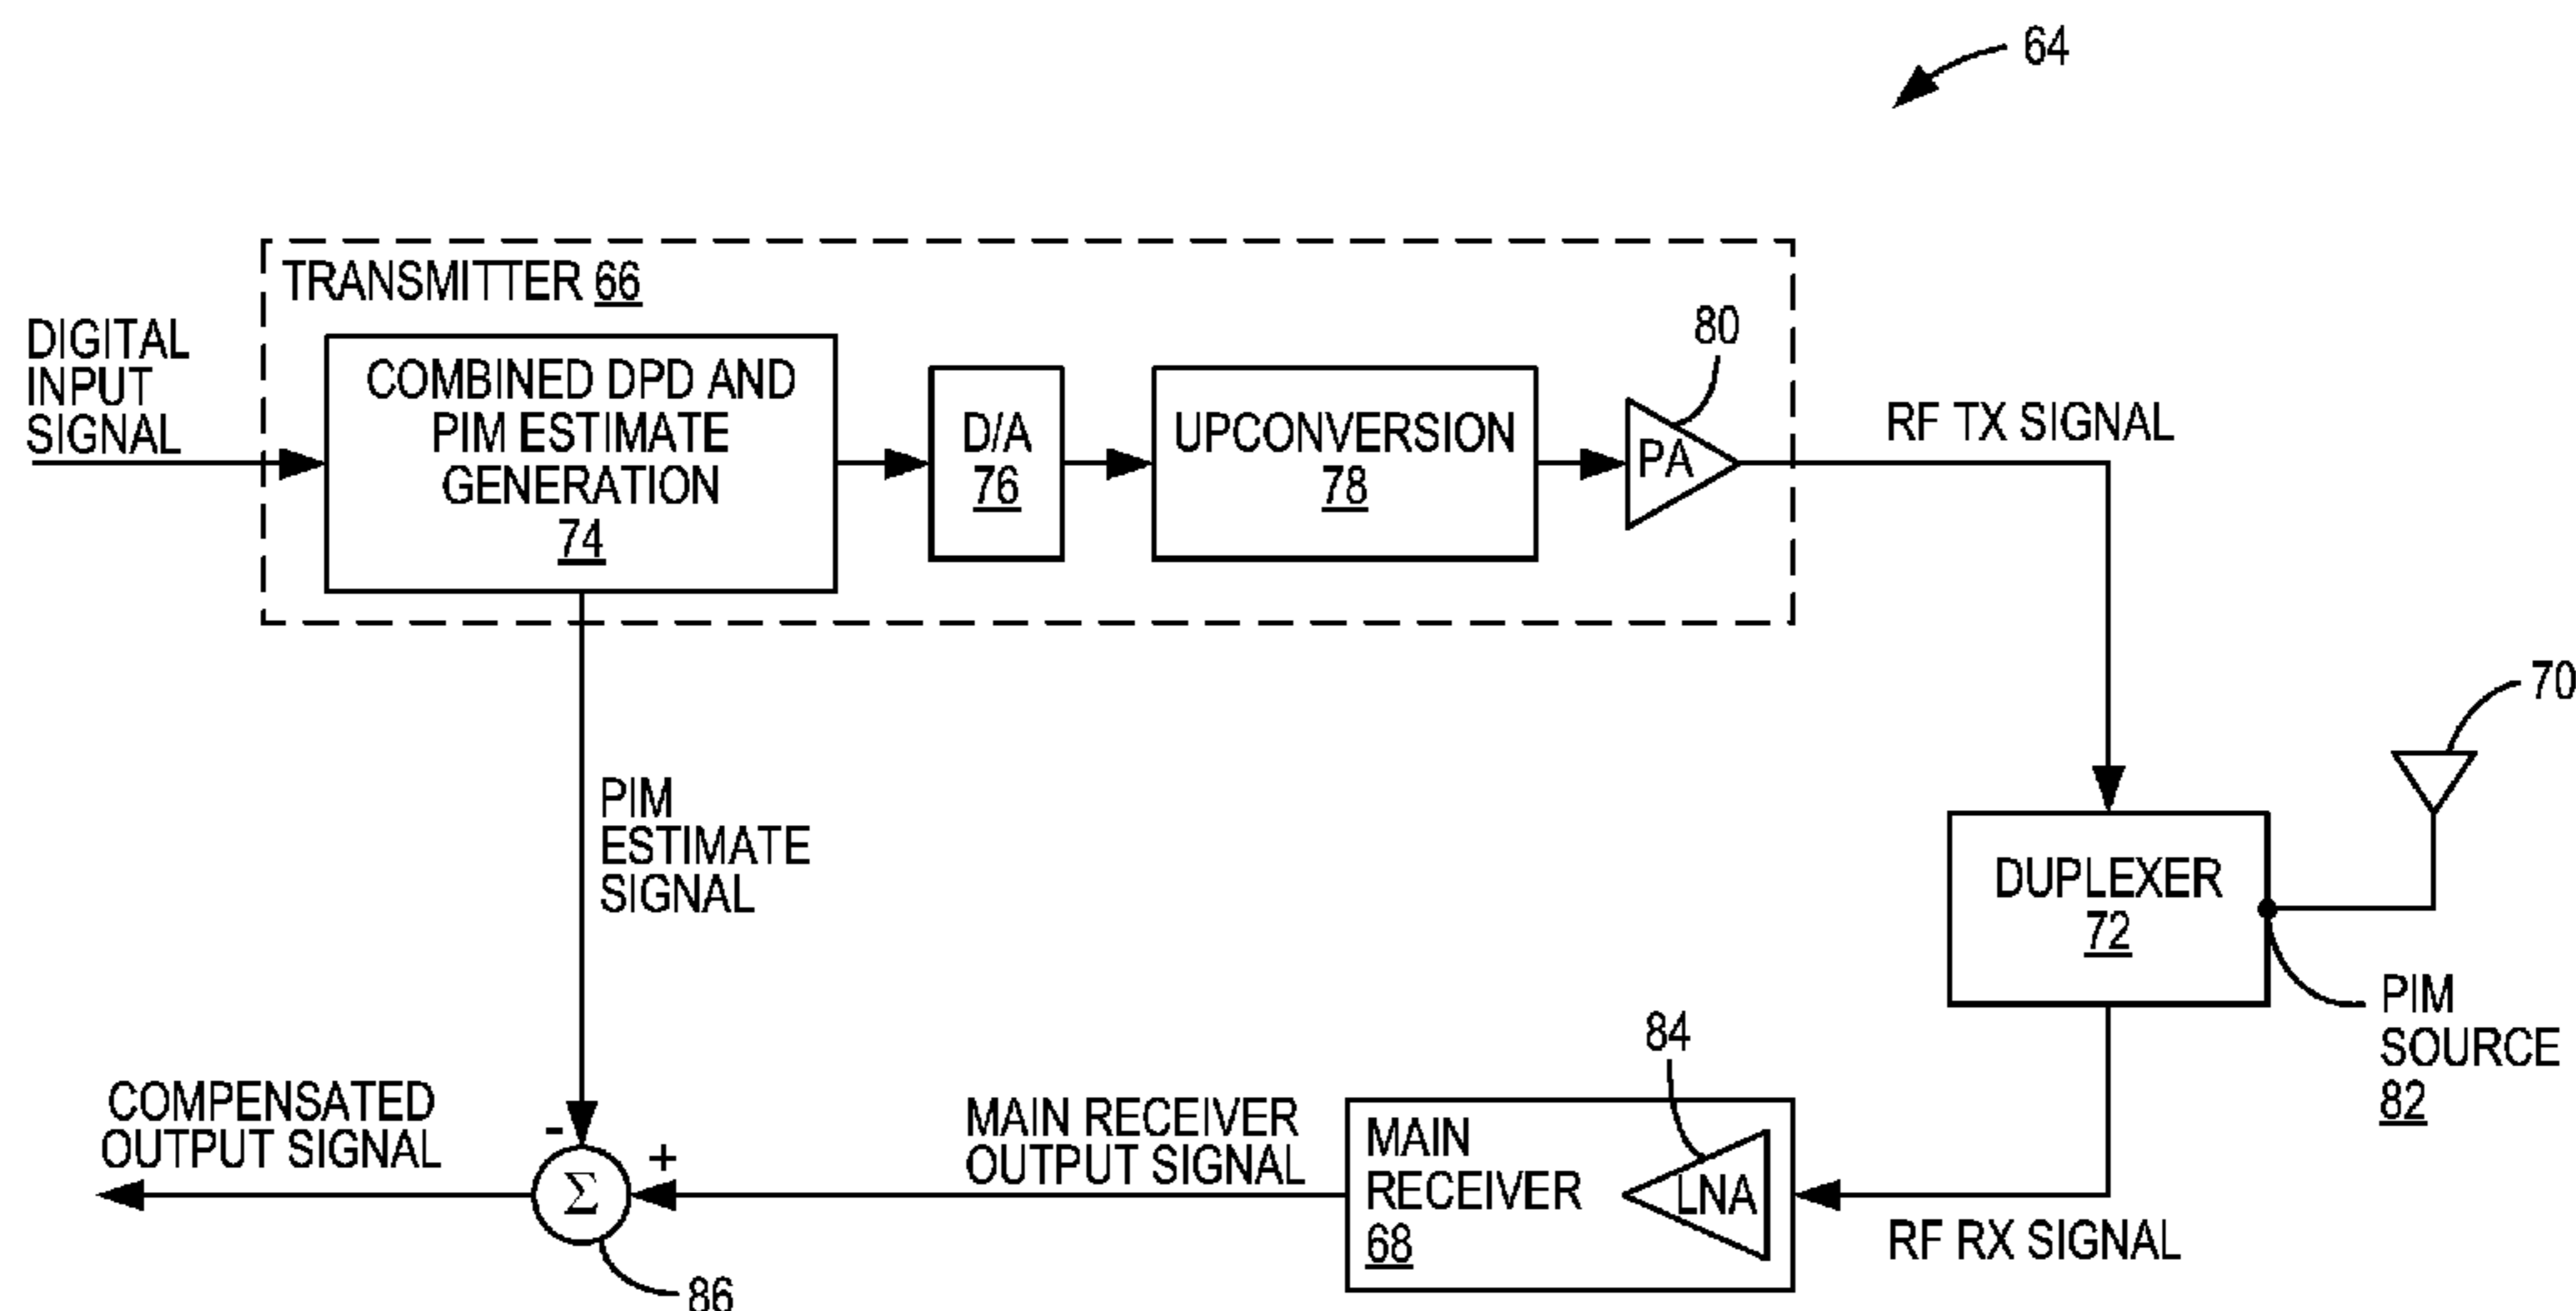 64
TRANSMITTER 66
DIGITAL
INPUT
SIGNAL
COMBINED DPD AND
PIM ESTIMATE
GENERATION
74
D/A
76
UPCONVERSION
78
80
PA
RF TX SIGNAL
70
DUPLEXER
72
PIM
SOURCE
82
PIM
ESTIMATE
SIGNAL
COMPENSATED
OUTPUT SIGNAL
-
+
Σ
86
MAIN RECEIVER
OUTPUT SIGNAL
84
MAIN
RECEIVER
68
LNA
RF RX SIGNAL